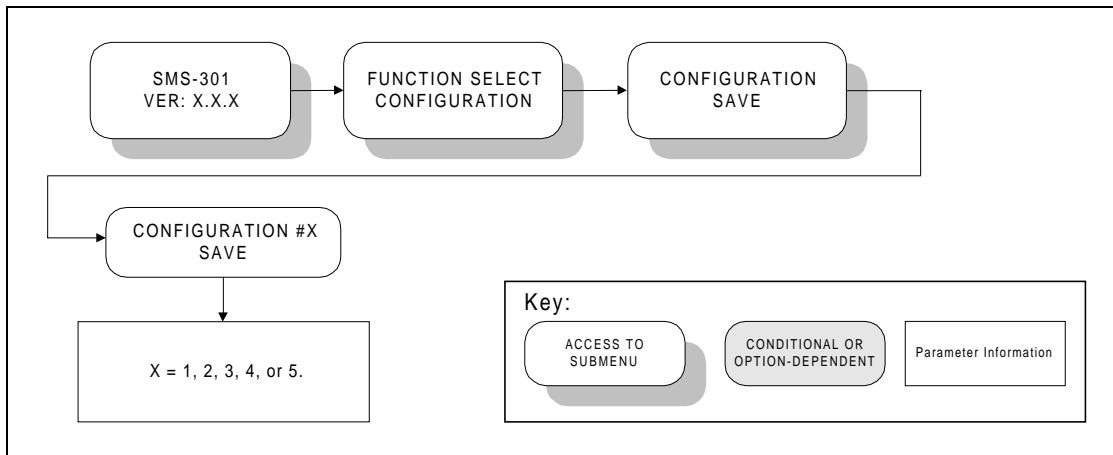 SMS-301
VER: X.X.X
FUNCTION SELECT
CONFIGURATION
CONFIGURATION
SAVE
CONFIGURATION #X
SAVE
X = 1, 2, 3, 4, or 5.
Key:
ACCESS TO
SUBMENU
CONDITIONAL OR
OPTION-DEPENDENT
Parameter Information